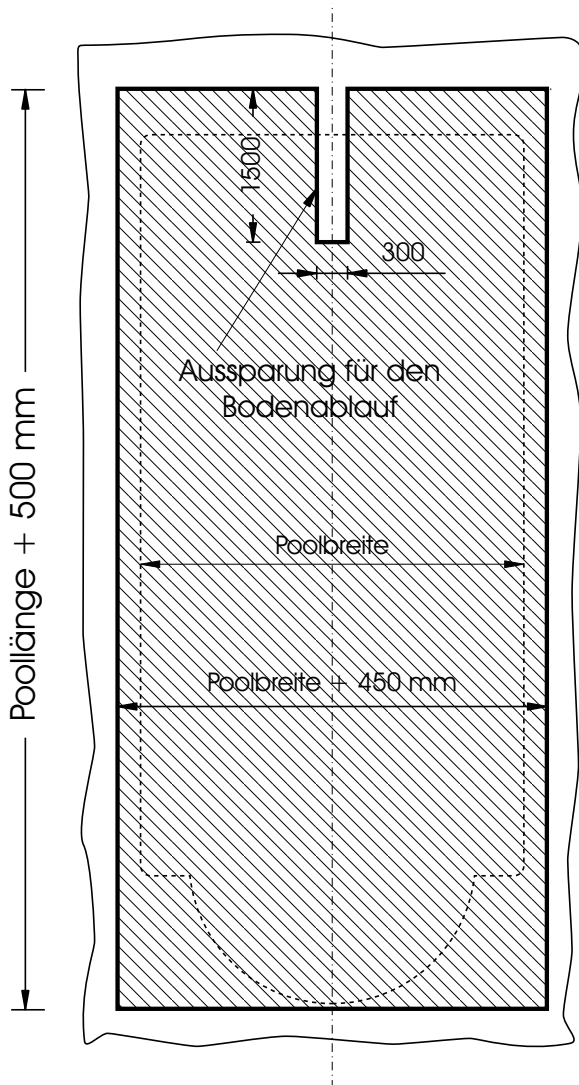 1500
300
Aussparung für den
Bodenablauf
Poollänge + 500 mm
Poolbreite
Poolbreite + 450 mm